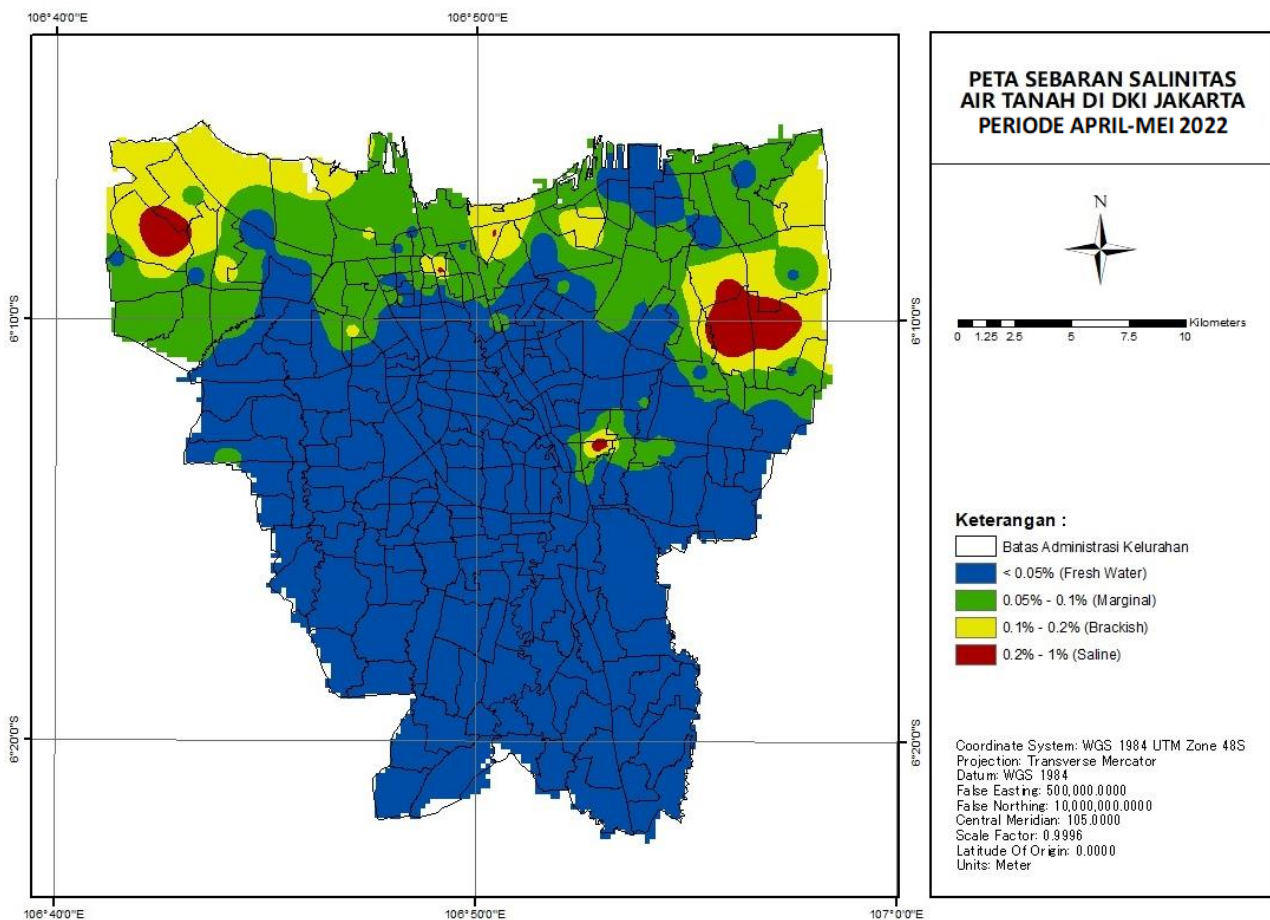 106°40'0"E
106°50'0"E
6°10'0"S
6°20'0"S
6°10'0"S
6°20'0"S
106°40'0"E
106°50'0"E
107°0'0"E
PETA SEBARAN SALINITAS
AIR TANAH DI DKI JAKARTA
PERIODE APRIL-MEI 2022
N
Kilometers
0 1.25 2.5 5 7.5 10
Keterangan :
Batas Administrasi Kelurahan
< 0.05% (Fresh Water)
0.05% - 0.1% (Marginal)
0.1% - 0.2% (Brackish)
0.2% - 1% (Saline)
Coordinate System: WGS 1984 UTM Zone 48S
Projection: Transverse Mercator
Datum: WGS 1984
False Easting: 500,000.0000
False Northing: 10,000,000.0000
Central Meridian: 105.0000
Scale Factor: 0.9996
Latitude Of Origin: 0.0000
Units: Meter